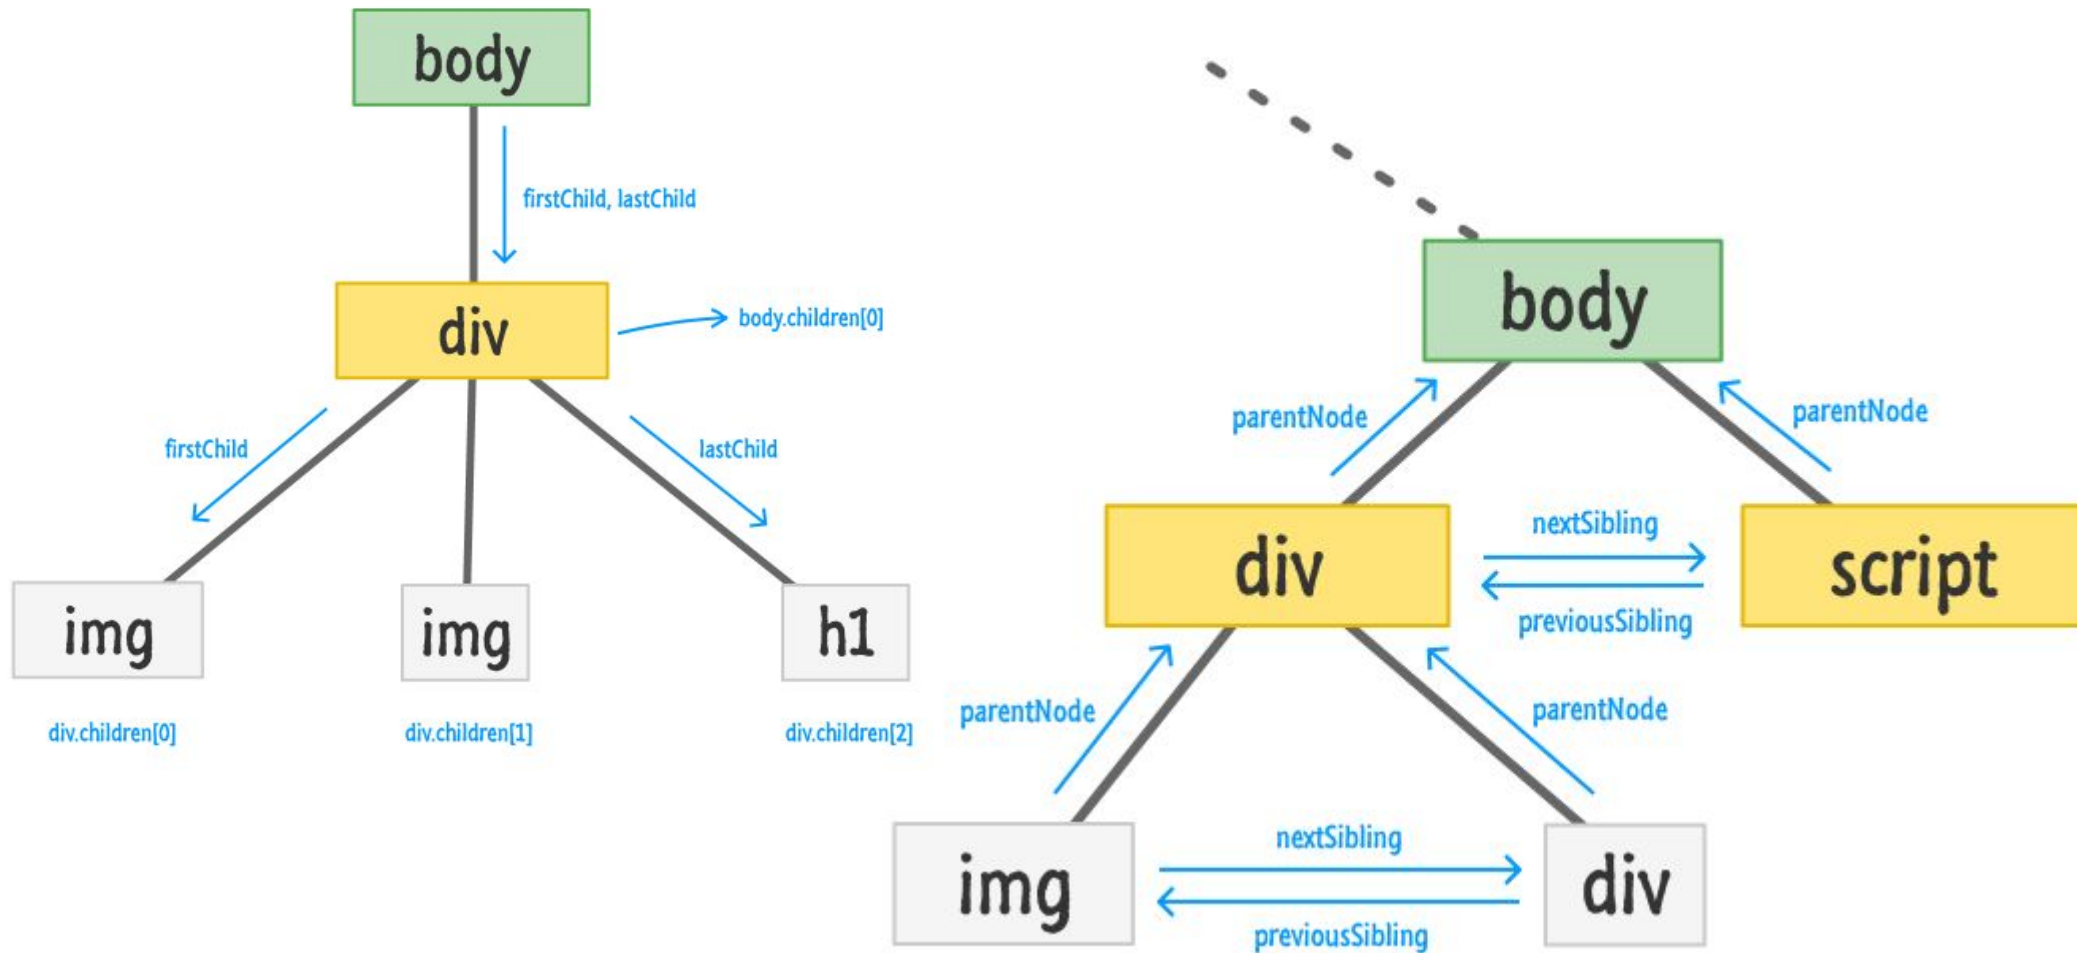 body
firstChild, lastChild
div
body.children[0]
firstChild
lastChild
img
img
h1
div.children[0]
div.children[1]
div.children[2]
body
parentNode
parentNode
div
nextSibling
previousSibling
script
parentNode
parentNode
img
nextSibling
previousSibling
div